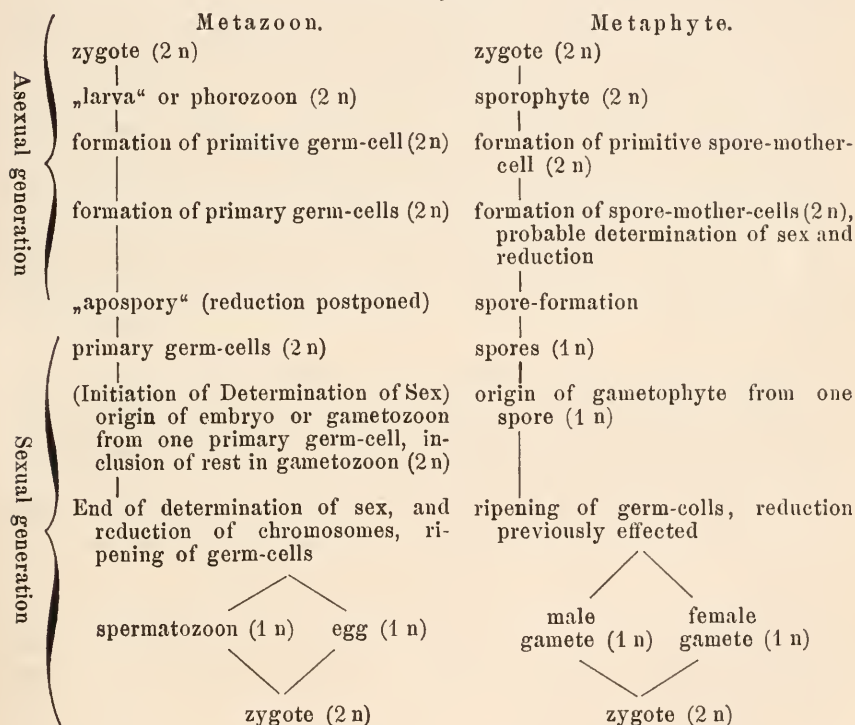 Asexual generation
Sexual generation
Metazoon.
zygote (2 n)
„larva“ or phorozoon (2 n)
formation of primitive germ-cell (2 n)
formation of primary germ-cells (2 n)
„apospory“ (reduction postponed)
primary germ-cells (2 n)
(Initiation of Determination of Sex)
origin of embryo or gametozoon
from one primary germ-cell, in-
clusion of rest in gametozoon (2 n)
End of determination of sex, and
reduction of chromosomes, ri-
pening of germ-cells
spermatozoon (1 n) egg (1 n)
zygote (2 n)
Metaphyte.
zygote (2 n)
sporophyte (2 n)
formation of primitive spore-mother-
cell (2 n)
formation of spore-mother-cells (2 n),
probable determination of sex and
reduction
spore-formation
spores (1 n)
origin of gametophyte from one
spore (1 n)
ripening of germ-colls, reduction
previously effected
male female
gamete (1 n) gamete (1 n)
zygote (2 n)